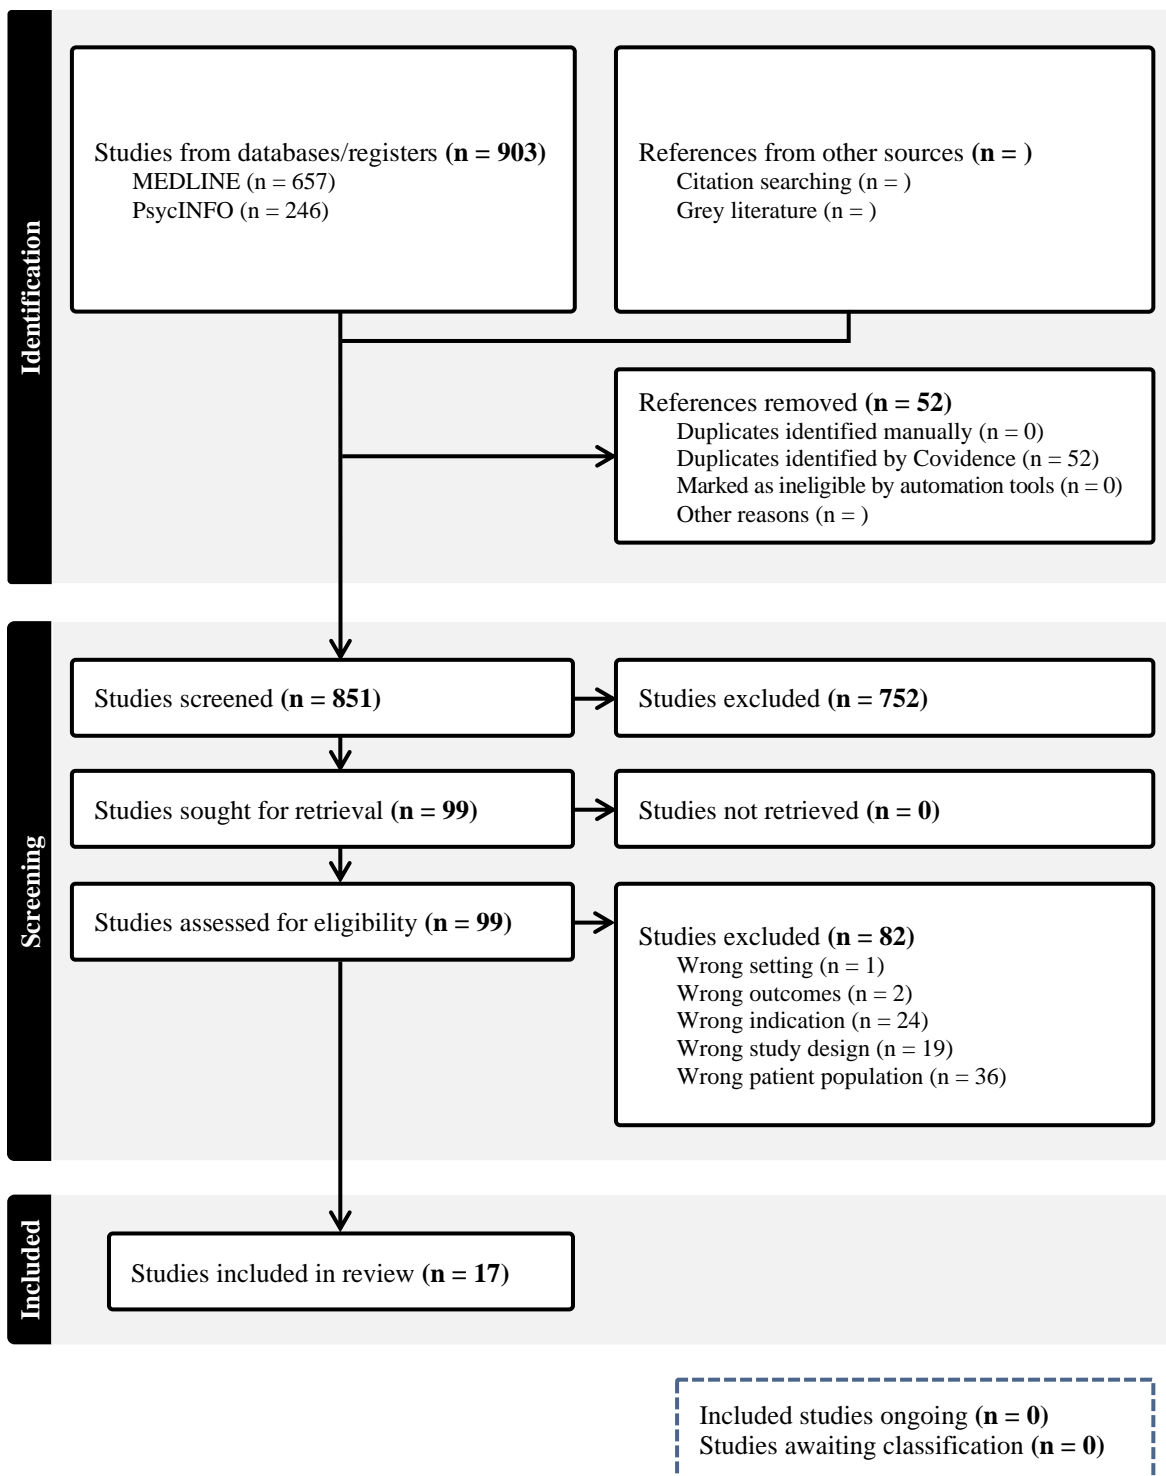 Identification
Studies from databases/registers (n = 903)
MEDLINE (n = 657)
PsycINFO (n = 246)
References from other sources (n = )
Citation searching (n = )
Grey literature (n = )
References removed (n = 52)
Duplicates identified manually (n = 0)
Duplicates identified by Covidence (n = 52)
Marked as ineligible by automation tools (n = 0)
Other reasons (n = )
Screening
Studies screened (n = 851)
Studies excluded (n = 752)
Studies sought for retrieval (n = 99)
Studies not retrieved (n = 0)
Studies assessed for eligibility (n = 99)
Studies excluded (n = 82)
Wrong setting (n = 1)
Wrong outcomes (n = 2)
Wrong indication (n = 24)
Wrong study design (n = 19)
Wrong patient population (n = 36)
Included
Studies included in review (n = 17)
Included studies ongoing (n = 0)
Studies awaiting classification (n = 0)